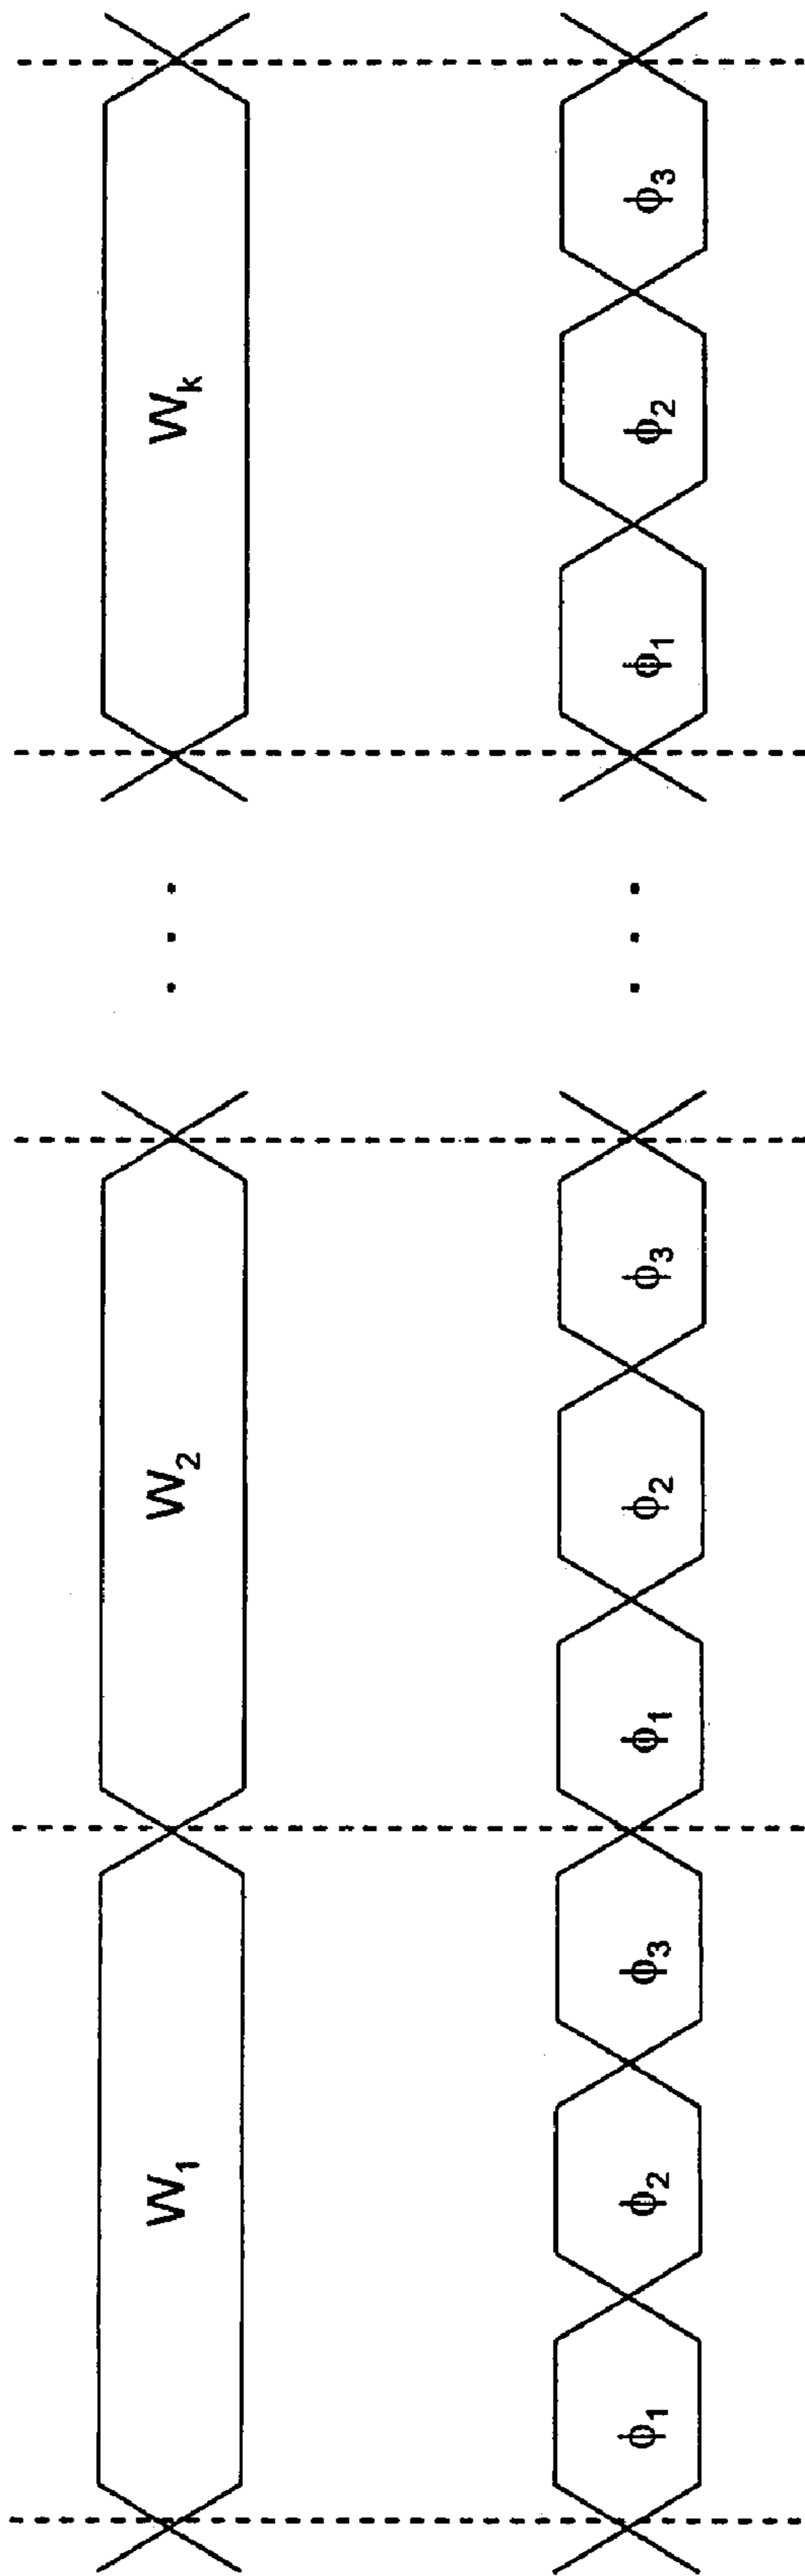 W₁ W₂ . . . Wₖ
ϕ₁ ϕ₂ ϕ₃ ϕ₁ ϕ₂ ϕ₃ . . . ϕ₁ ϕ₂ ϕ₃